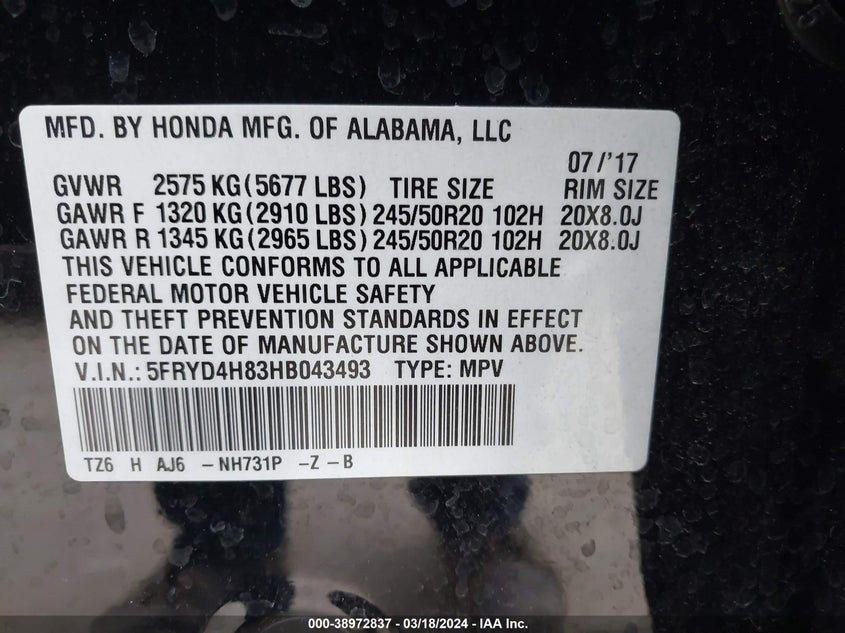 MFD. BY HONDA MFG. OF ALABAMA, LLC
07/'17
GVWR 2575 KG (5677 LBS) TIRE SIZE RIM SIZE
GAWR F 1320 KG (2910 LBS) 245/50R20 102H 20X8.0J
GAWR R 1345 KG (2965 LBS) 245/50R20 102H 20X8.0J
THIS VEHICLE CONFORMS TO ALL APPLICABLE
FEDERAL MOTOR VEHICLE SAFETY
AND THEFT PREVENTION STANDARDS IN EFFECT
ON THE DATE OF MANUFACTURE SHOWN ABOVE.
V.I.N.: 5FRYD4H83HB043493 TYPE: MPV
TZ6 H AJ6 -NH731P -Z -B
000-38972837 - 03/18/2024 - IAA Inc.